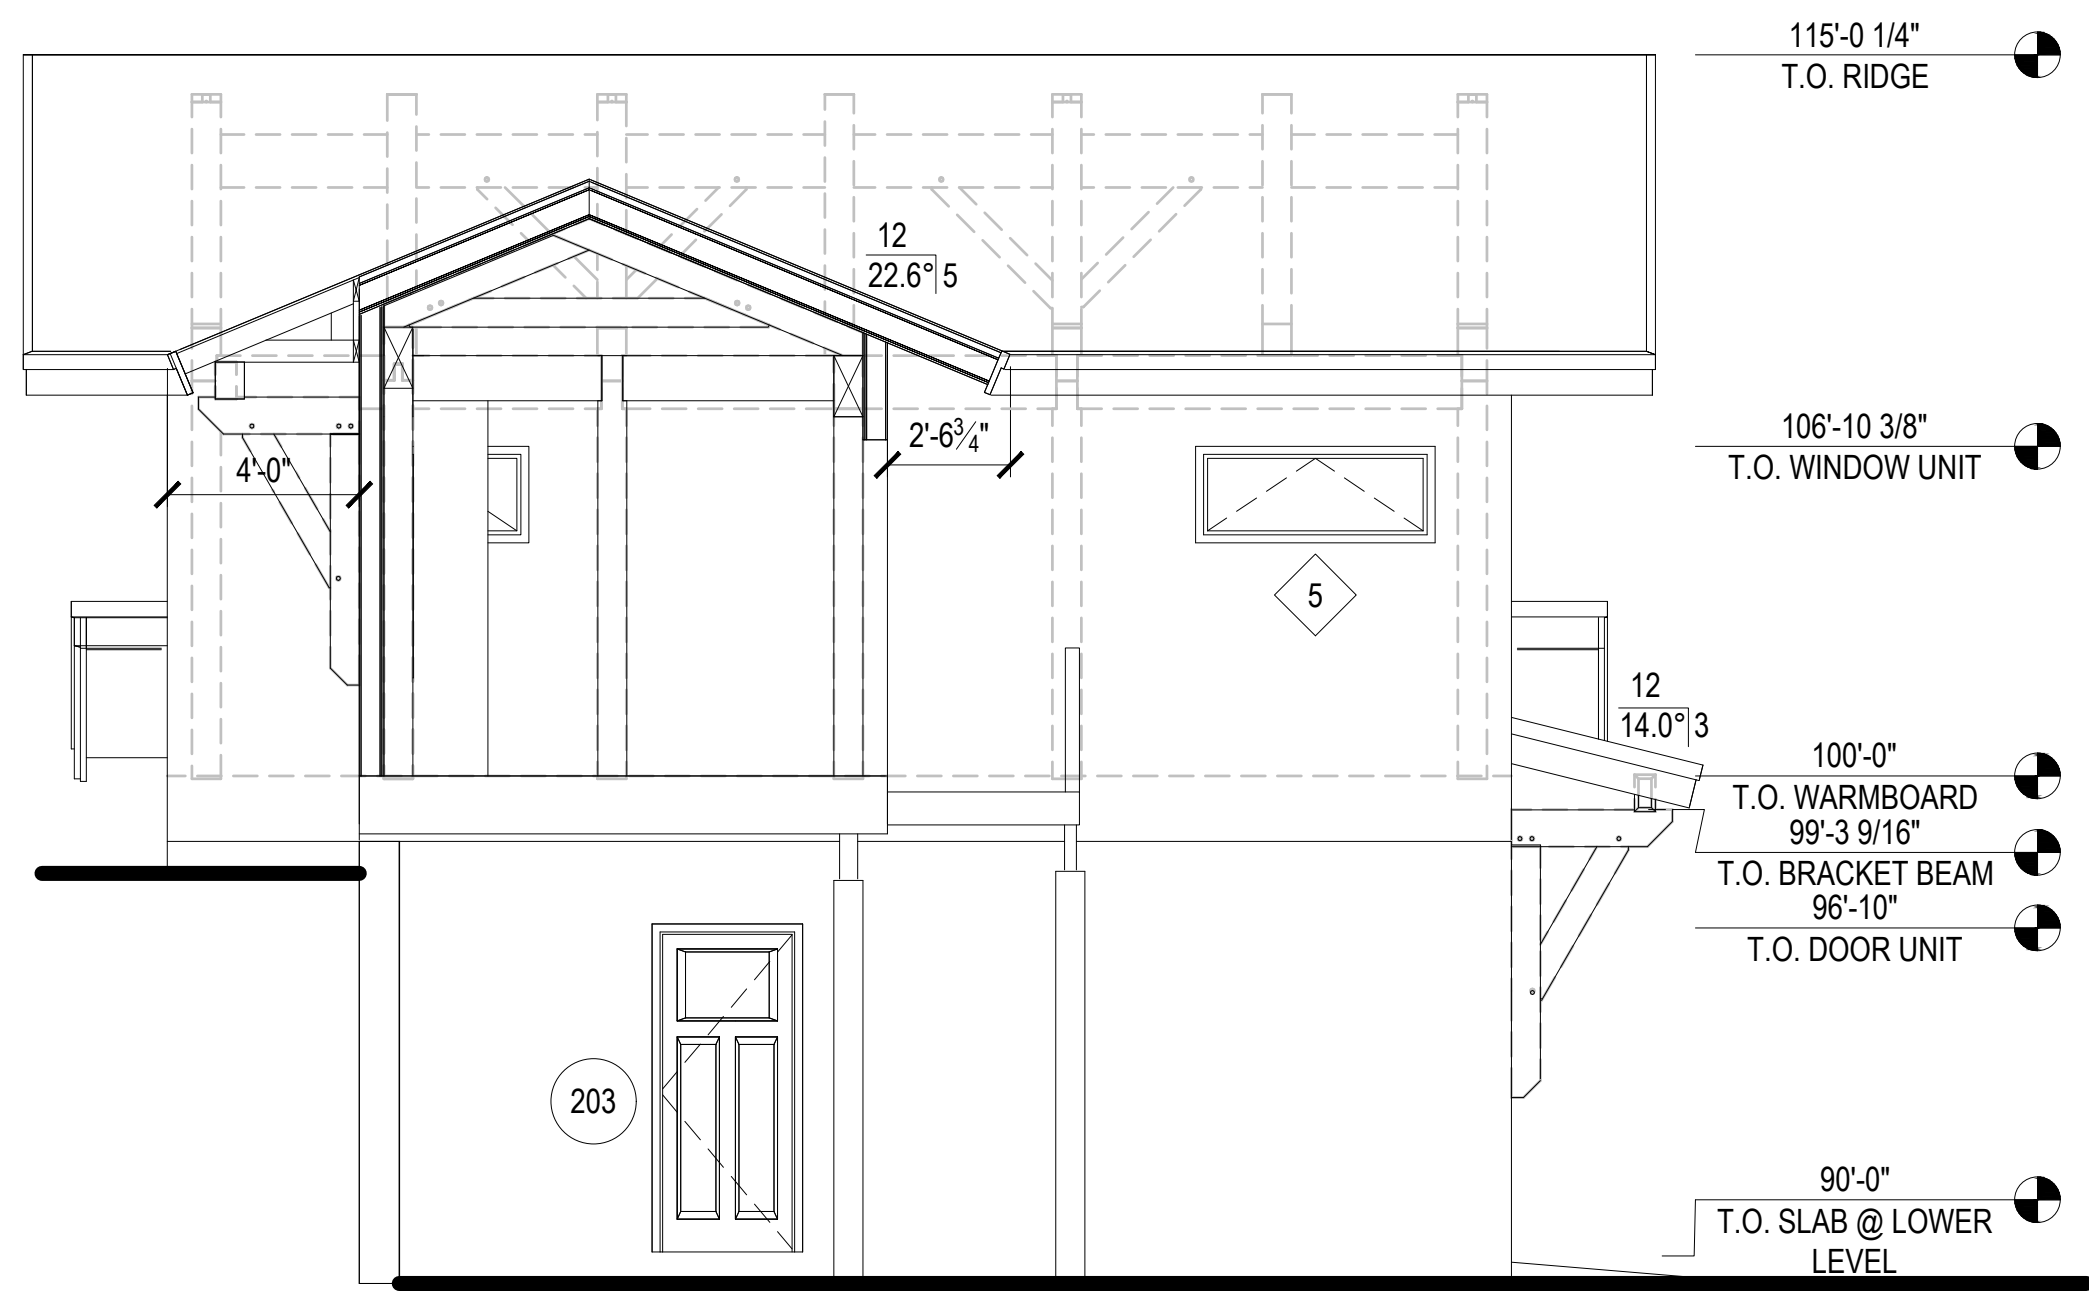 115'-0 1/4"
T.O. RIDGE
12
22.6° 5
106'-10 3/8"
T.O. WINDOW UNIT
2'-6 3/4"
4'-0"
5
12
14.0° 3
100'-0"
T.O. WARMBOARD
99'-3 9/16"
T.O. BRACKET BEAM
96'-10"
T.O. DOOR UNIT
203
90'-0"
T.O. SLAB @ LOWER
LEVEL